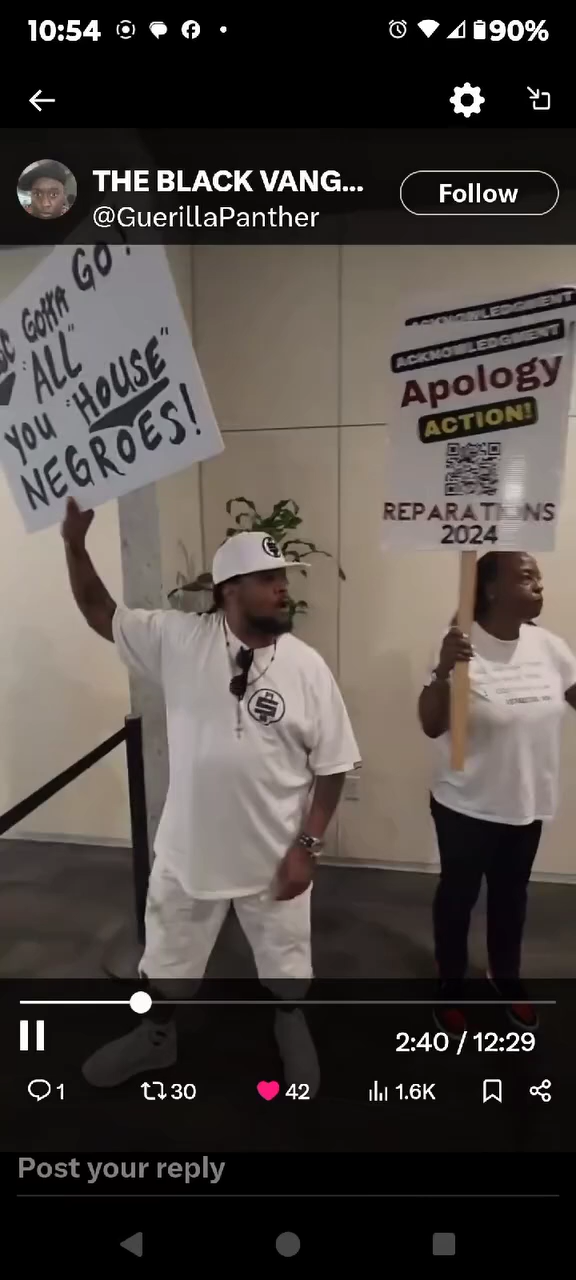 10:54
90%
THE BLACK VANG...
@GuerillaPanther
Follow
GOTTA GO!
"ALL"
YOU "HOUSE"
NEGROES!
ACKNOWLEDGMENT
ACKNOWLEDGMENT
Apology
ACTION!
REPARATIONS
2024
2:40 / 12:29
1
30
42
1.6K
Post your reply